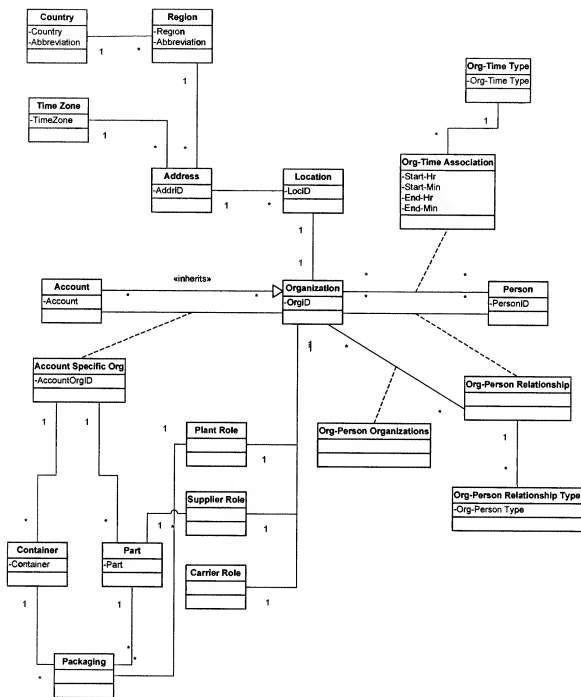 Country
-Country
-Abbreviation
1
*
Region
-Region
-Abbreviation
1
Time Zone
-TimeZone
1
*
*
Address
-AddrID
1
*
Location
-LocID
1
1
Org-Time Type
-Org-Time Type
1
*
Org-Time Association
-Start-Hr
-Start-Min
-End-Hr
-End-Min
«inherits»
Account
-Account
*
*
Organization
-OrgID
*
*
*
*
Person
-PersonID
Account Specific Org
-AccountOrgID
1
1
1
*
*
Org-Person Relationship
Org-Person Organizations
1
*
Org-Person Relationship Type
-Org-Person Type
Plant Role
1
1
Supplier Role
1
1
*
Carrier Role
1
*
*
Container
-Container
1
Part
-Part
1
*
*
*
Packaging